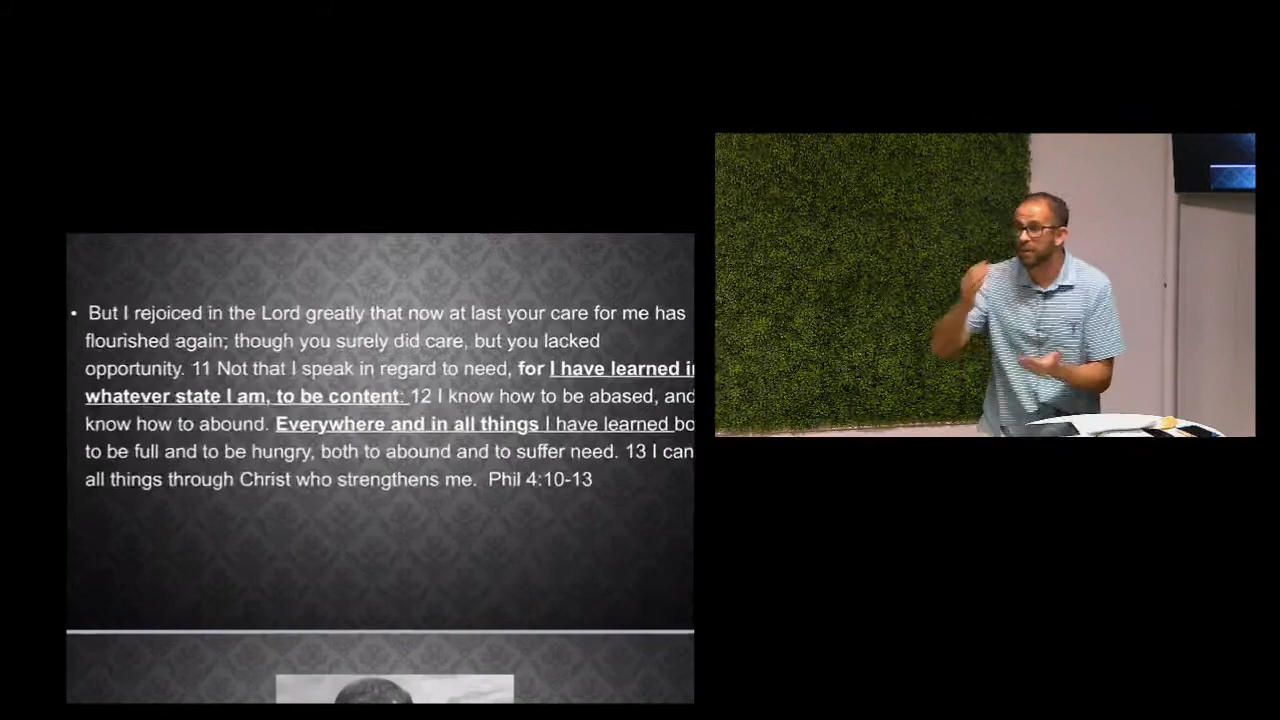 • But I rejoiced in the Lord greatly that now at last your care for me has
flourished again; though you surely did care, but you lacked
opportunity. 11 Not that I speak in regard to need, for I have learned
whatever state I am, to be content: 12 I know how to be abased, and
know how to abound. Everywhere and in all things I have learned
to be full and to be hungry, both to abound and to suffer need. 13 I can
all things through Christ who strengthens me. Phil 4:10-13